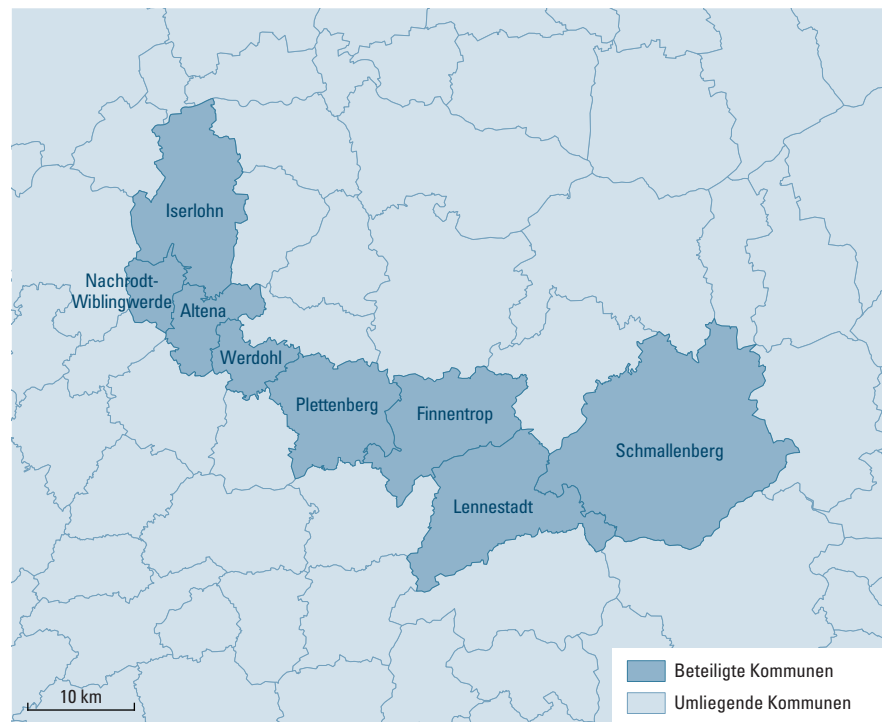 Iserlohn
Nachrodt-
Wiblingwerde
Altena
Werdohl
Plettenberg
Finnentrop
Schmallenberg
Lennestadt
10 km
Beteiligte Kommunen
Umliegende Kommunen